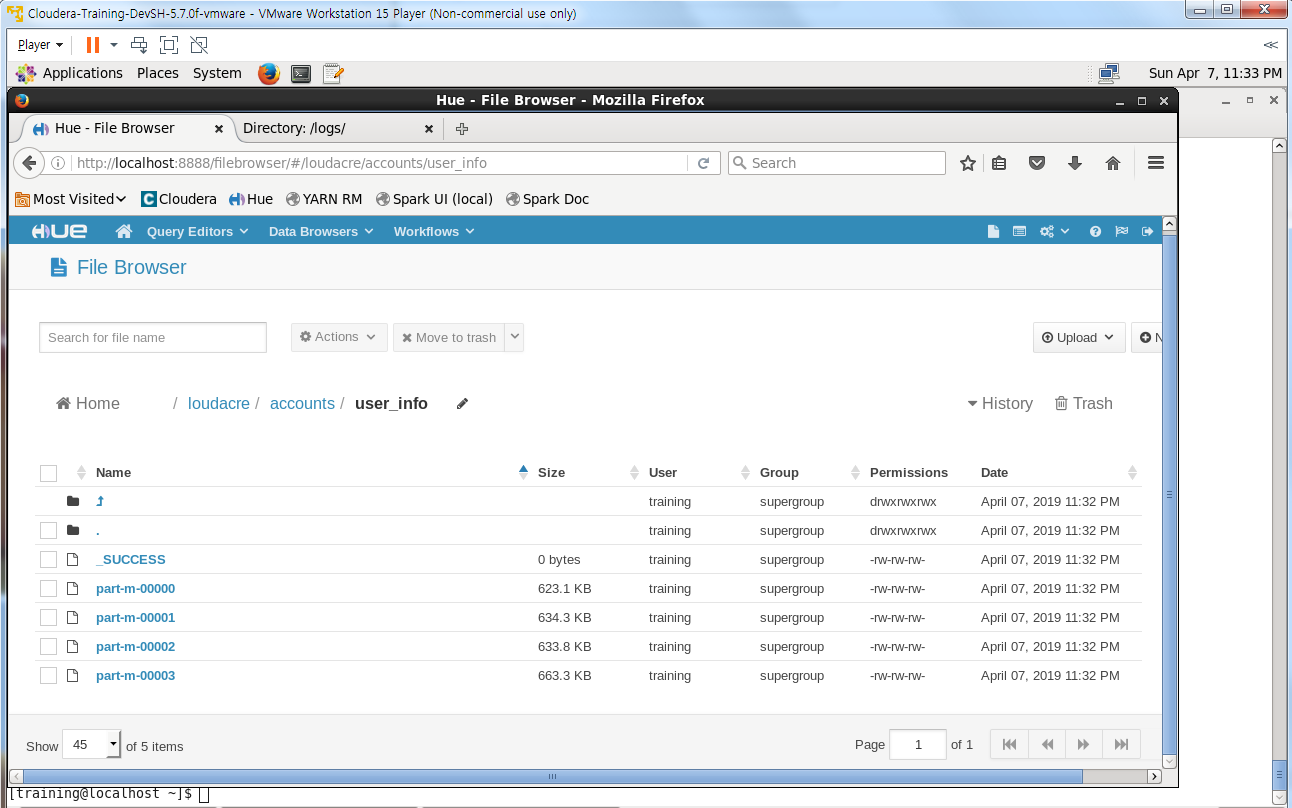 Cloudera-Training-DevSH-5.7.0f-vmware - VMware Workstation 15 Player (Non-commercial use only)
Player
Applications Places System Sun Apr 7, 11:33 PM
Hue - File Browser - Mozilla Firefox
Hue - File Browser Directory: /logs/
http://localhost:8888/filebrowser/#/loudacre/accounts/user_info Search
Most Visited Cloudera Hue YARN RM Spark UI (local) Spark Doc
HUE Query Editors Data Browsers Workflows
File Browser
Search for file name Actions Move to trash Upload N
Home / loudacre / accounts / user_info History Trash
Name Size User Group Permissions Date
training supergroup drwxrwxrwx April 07, 2019 11:32 PM
. training supergroup drwxrwxrwx April 07, 2019 11:32 PM
_SUCCESS 0 bytes training supergroup -rw-rw-rw- April 07, 2019 11:32 PM
part-m-00000 623.1 KB training supergroup -rw-rw-rw- April 07, 2019 11:32 PM
part-m-00001 634.3 KB training supergroup -rw-rw-rw- April 07, 2019 11:32 PM
part-m-00002 633.8 KB training supergroup -rw-rw-rw- April 07, 2019 11:32 PM
part-m-00003 663.3 KB training supergroup -rw-rw-rw- April 07, 2019 11:32 PM
Show 45 of 5 items Page 1 of 1
[training@localhost ~]$